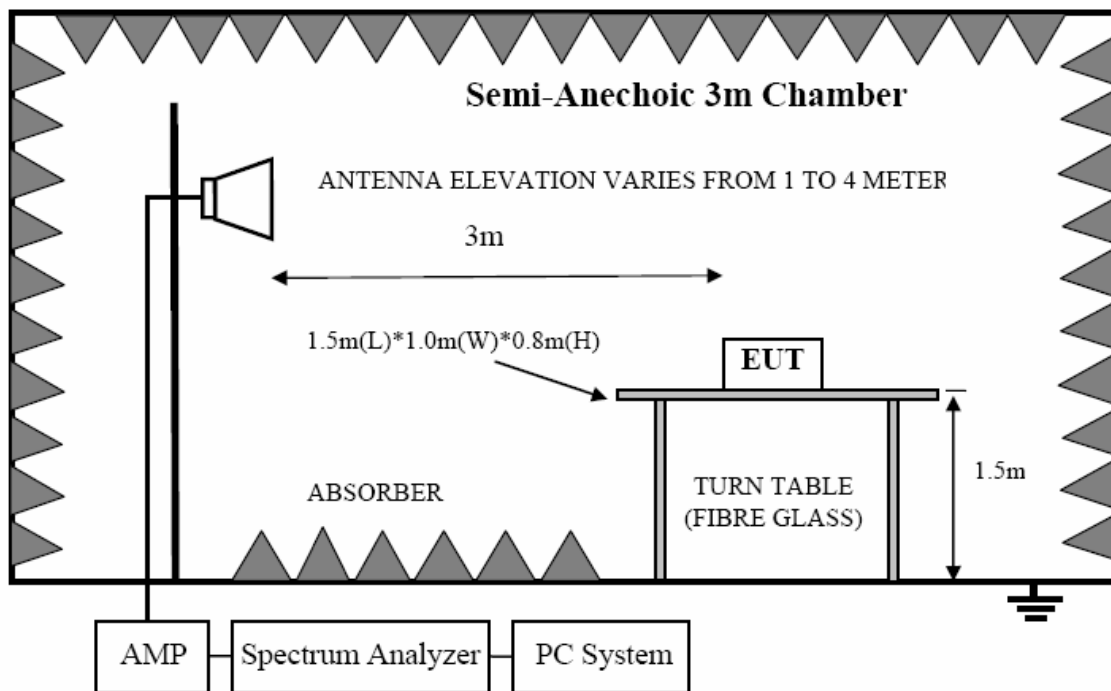 Semi-Anechoic 3m Chamber
ANTENNA ELEVATION VARIES FROM 1 TO 4 METER
3m
1.5m(L)*1.0m(W)*0.8m(H)
EUT
1.5m
ABSORBER
TURN TABLE
(FIBRE GLASS)
AMP
Spectrum Analyzer
PC System